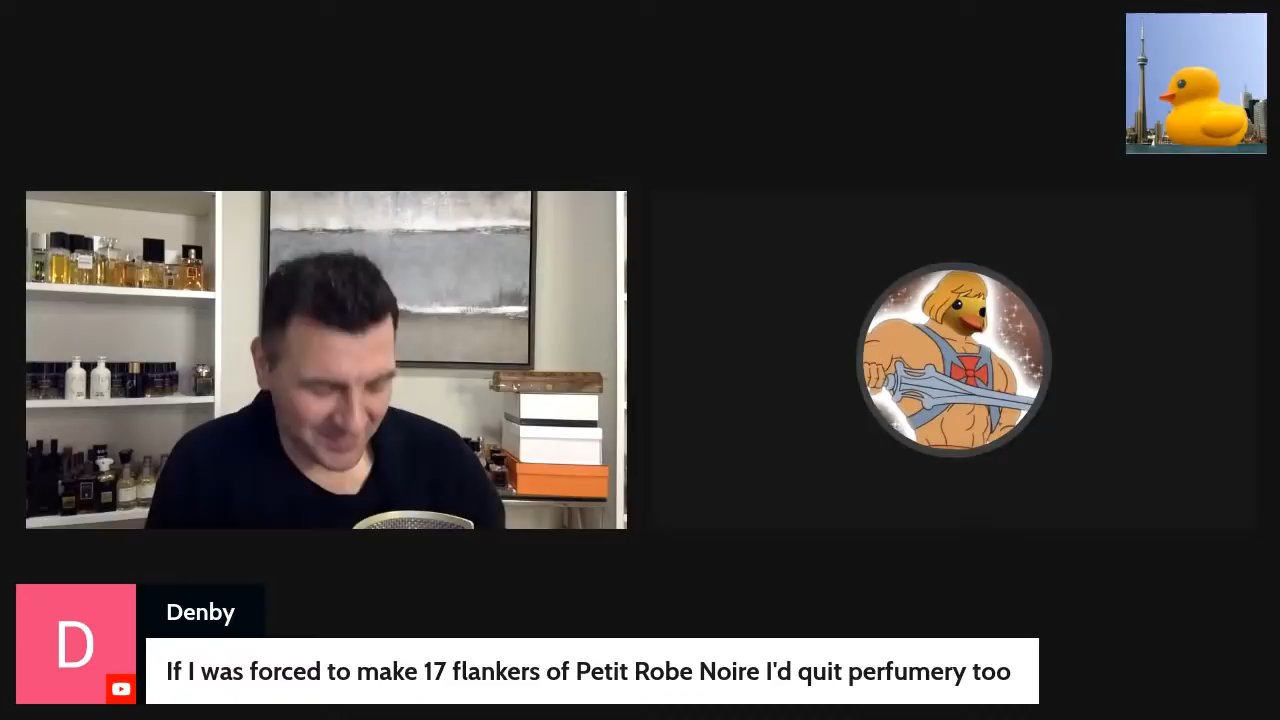 Denby
D
If I was forced to make 17 flankers of Petit Robe Noire I'd quit perfumery too